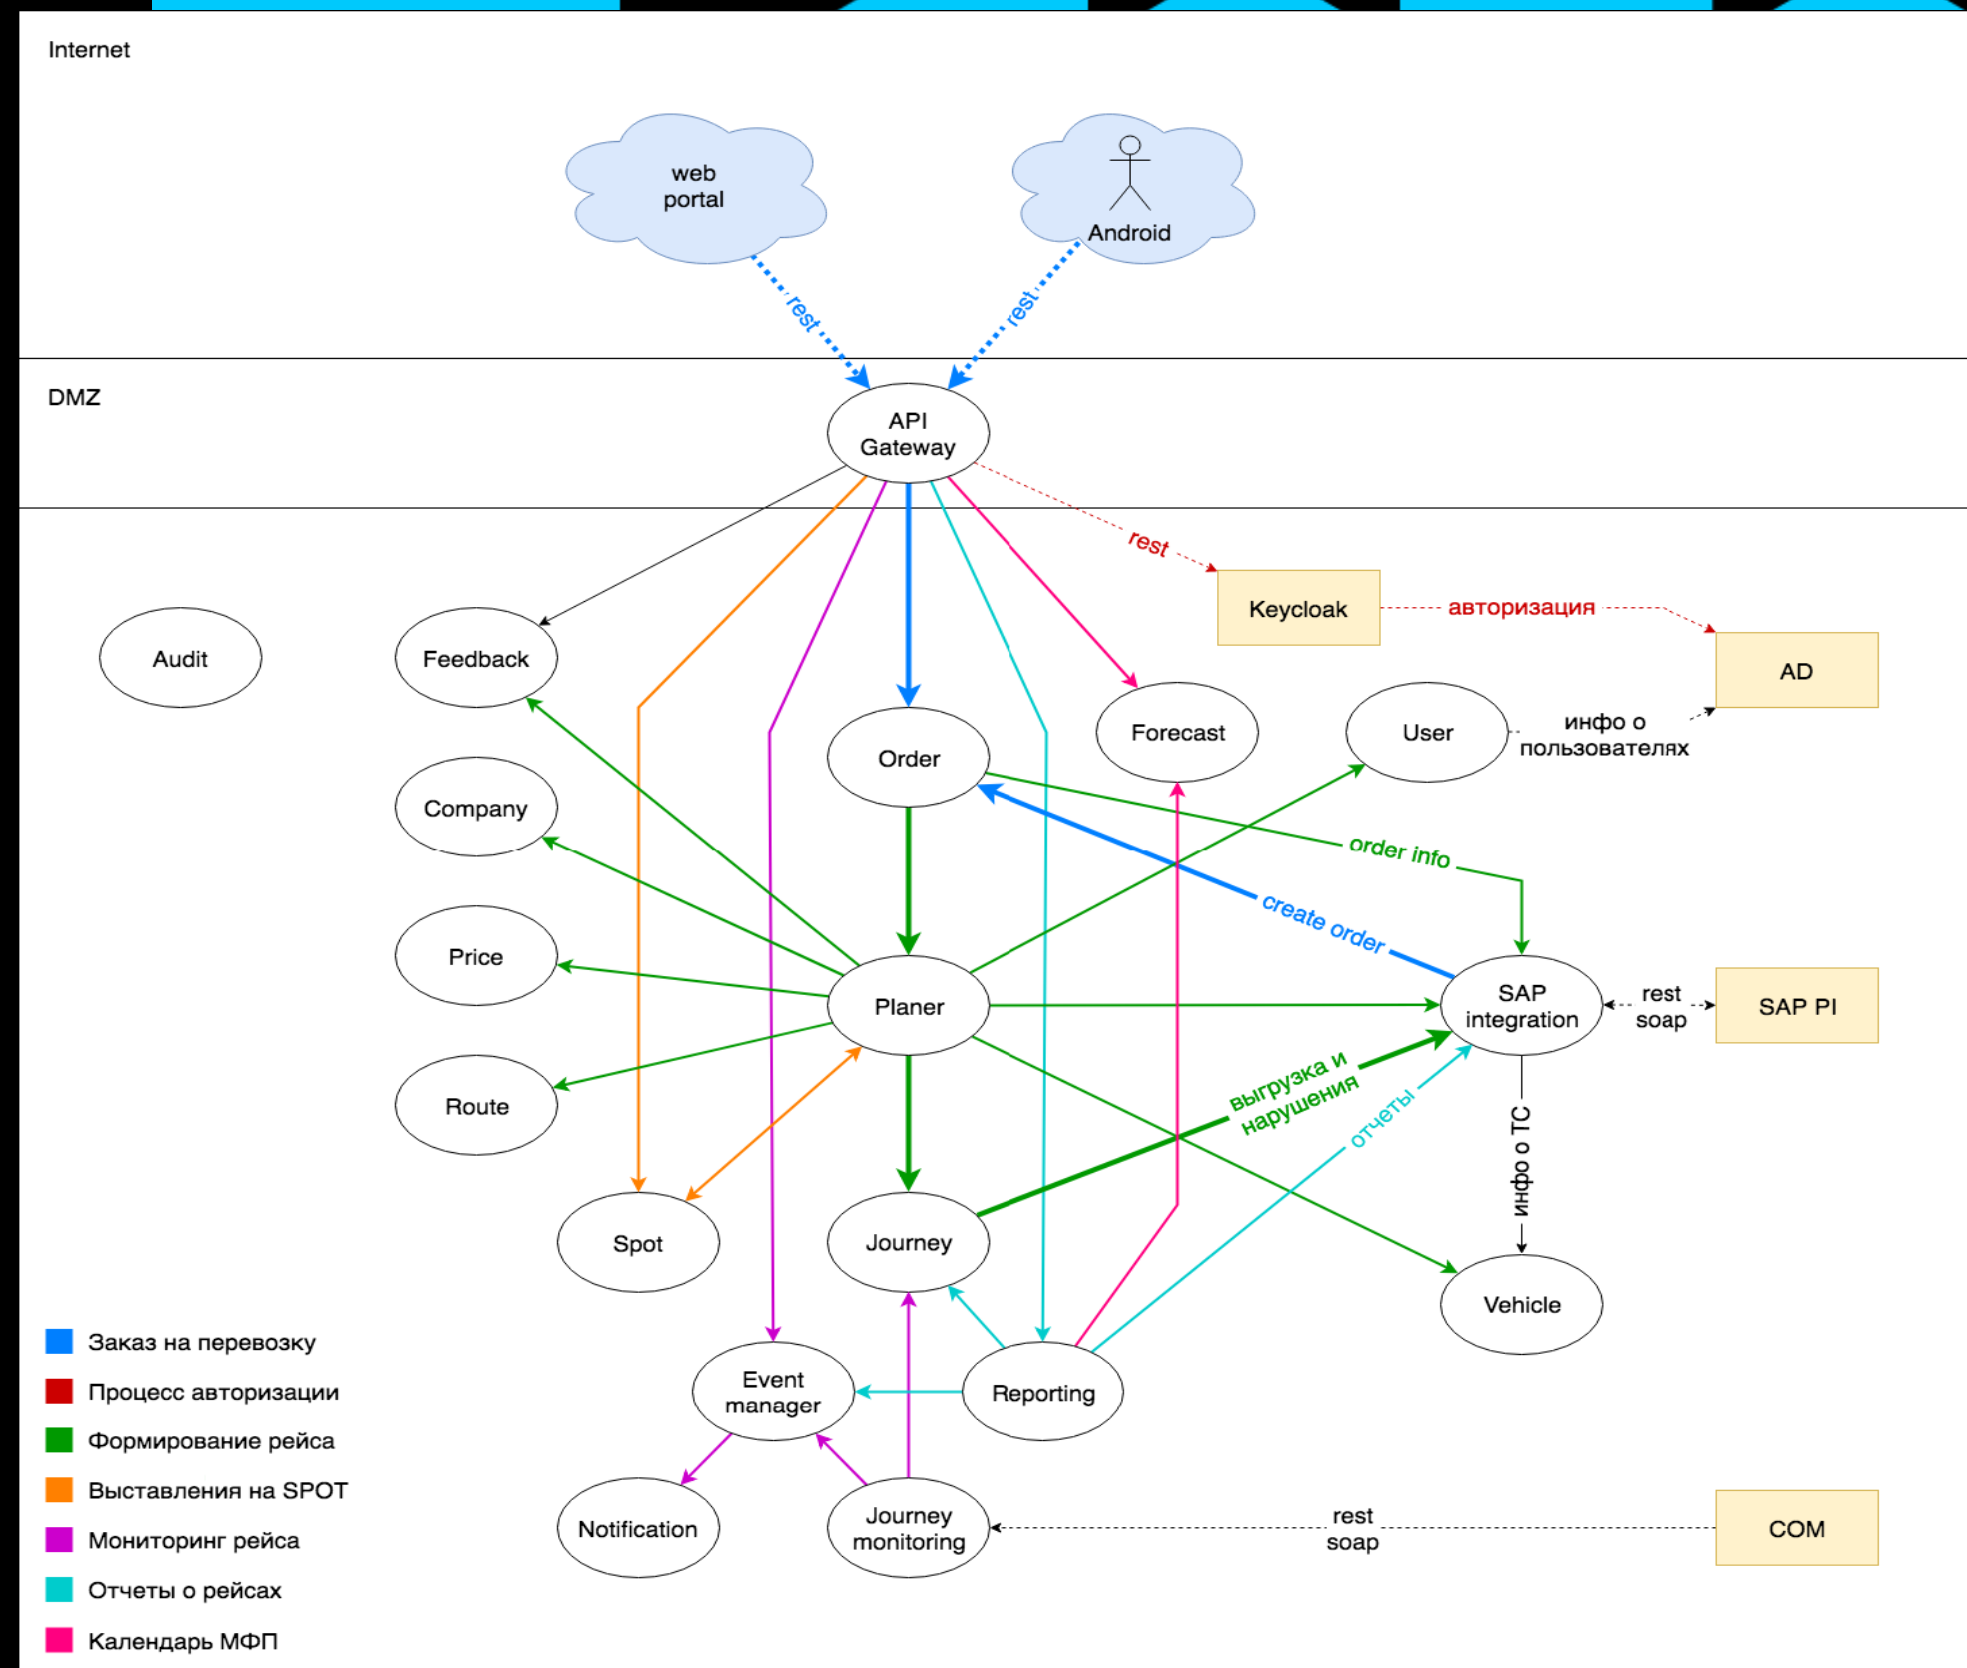 Internet
web
portal
Android
rest
rest
DMZ
API
Gateway
rest
Keycloak
авторизация
AD
Audit
Feedback
Order
Forecast
User
инфо о
пользователях
Company
order info
create order
Price
Planer
SAP
integration
rest
soap
SAP PI
Route
выгрузка и
нарушения
отчеты
инфо о ТС
Spot
Journey
Vehicle
Event
manager
Reporting
Notification
Journey
monitoring
rest
soap
COM
Заказ на перевозку
Процесс авторизации
Формирование рейса
Выставления на SPOT
Мониторинг рейса
Отчеты о рейсах
Календарь МФП